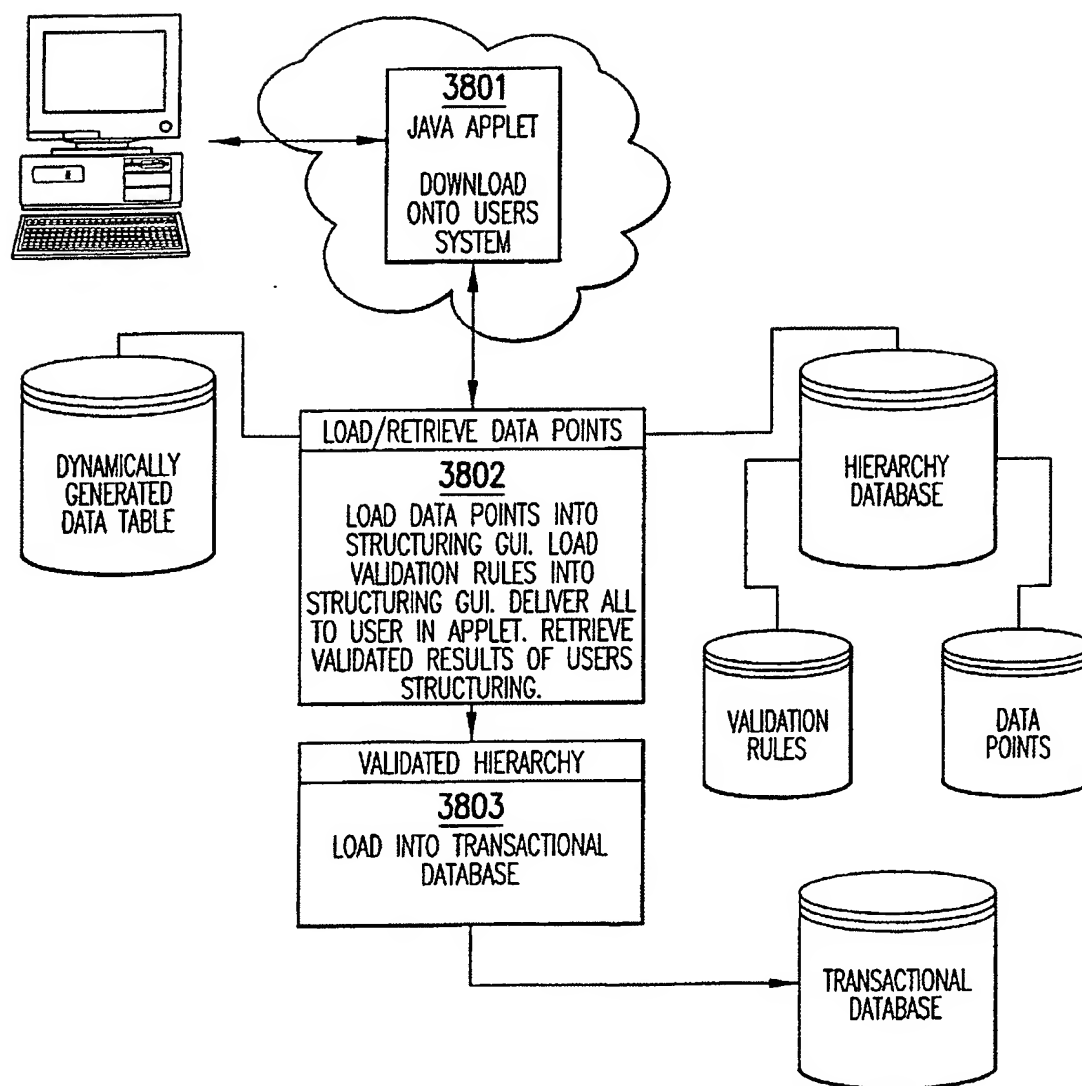 3801
JAVA APPLET
DOWNLOAD
ONTO USERS
SYSTEM
DYNAMICALLY
GENERATED
DATA TABLE
LOAD/RETRIEVE DATA POINTS
3802
LOAD DATA POINTS INTO
STRUCTURING GUI. LOAD
VALIDATION RULES INTO
STRUCTURING GUI. DELIVER ALL
TO USER IN APPLET. RETRIEVE
VALIDATED RESULTS OF USERS
STRUCTURING.
HIERARCHY
DATABASE
VALIDATION
RULES
DATA
POINTS
VALIDATED HIERARCHY
3803
LOAD INTO TRANSACTIONAL
DATABASE
TRANSACTIONAL
DATABASE